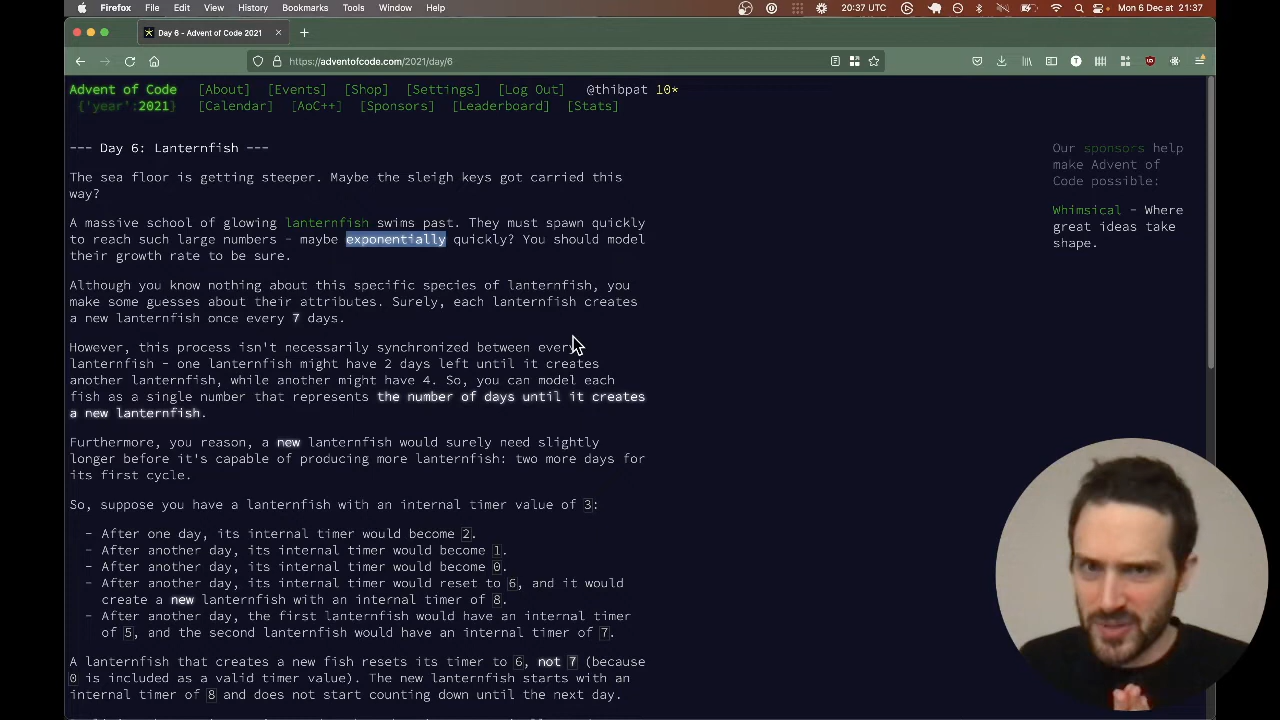 Firefox File Edit View History Bookmarks Tools Window Help 20:37 UTC Mon 6 Dec at 21:37
Day 6 - Advent of Code 2021
https://adventofcode.com/2021/day/6
Advent of Code [About] [Events] [Shop] [Settings] [Log Out] @thibpat 10*
{'year':2021} [Calendar] [AoC++] [Sponsors] [Leaderboard] [Stats]
--- Day 6: Lanternfish ---
The sea floor is getting steeper. Maybe the sleigh keys got carried this
way?
A massive school of glowing lanternfish swims past. They must spawn quickly
to reach such large numbers - maybe exponentially quickly? You should model
their growth rate to be sure.
Although you know nothing about this specific species of lanternfish, you
make some guesses about their attributes. Surely, each lanternfish creates
a new lanternfish once every 7 days.
However, this process isn't necessarily synchronized between every
lanternfish - one lanternfish might have 2 days left until it creates
another lanternfish, while another might have 4. So, you can model each
fish as a single number that represents the number of days until it creates
a new lanternfish.
Furthermore, you reason, a new lanternfish would surely need slightly
longer before it's capable of producing more lanternfish: two more days for
its first cycle.
So, suppose you have a lanternfish with an internal timer value of 3:
- After one day, its internal timer would become 2.
- After another day, its internal timer would become 1.
- After another day, its internal timer would become 0.
- After another day, its internal timer would reset to 6, and it would
create a new lanternfish with an internal timer of 8.
- After another day, the first lanternfish would have an internal timer
of 5, and the second lanternfish would have an internal timer of 7.
A lanternfish that creates a new fish resets its timer to 6, not 7 (because
0 is included as a valid timer value). The new lanternfish starts with an
internal timer of 8 and does not start counting down until the next day.
Our sponsors help
make Advent of
Code possible:
Whimsical - Where
great ideas take
shape.